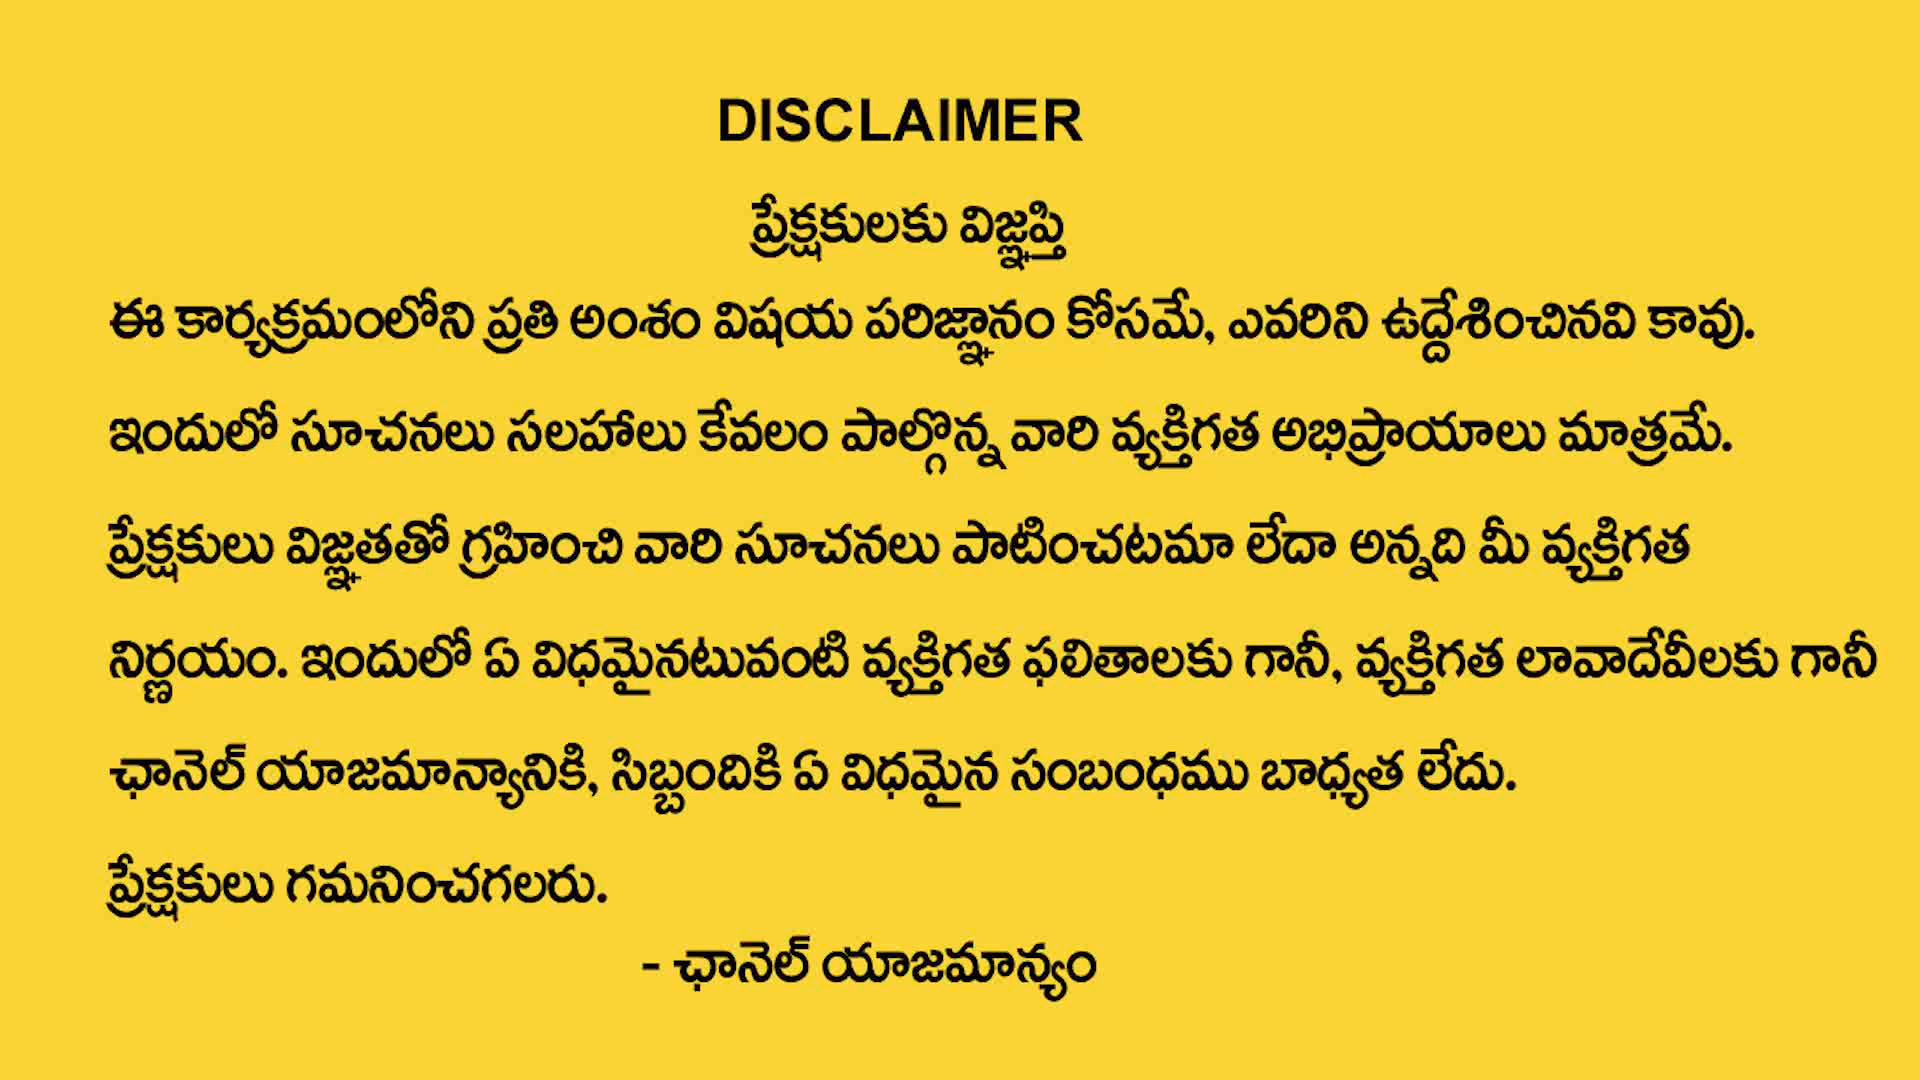 DISCLAIMER
ప్రేక్షకులకు విజ్ఞప్తి
ఈ కార్యక్రమంలోని ప్రతి అంశం విషయ పరిజ్ఞానం కోసమే, ఎవరిని ఉద్దేశించినవి కావు.
ఇందులో సూచనలు సలహాలు కేవలం పాల్గొన్న వారి వ్యక్తిగత అభిప్రాయాలు మాత్రమే.
ప్రేక్షకులు విజ్ఞతతో గ్రహించి వారి సూచనలు పాటించటమా లేదా అన్నది మీ వ్యక్తిగత
నిర్ణయం. ఇందులో ఏ విధమైనటువంటి వ్యక్తిగత ఫలితాలకు గానీ, వ్యక్తిగత లావాదేవీలకు గానీ
ఛానెల్ యాజమాన్యానికి, సిబ్బందికి ఏ విధమైన సంబంధము బాధ్యత లేదు.
ప్రేక్షకులు గమనించగలరు.
- ఛానెల్ యాజమాన్యం